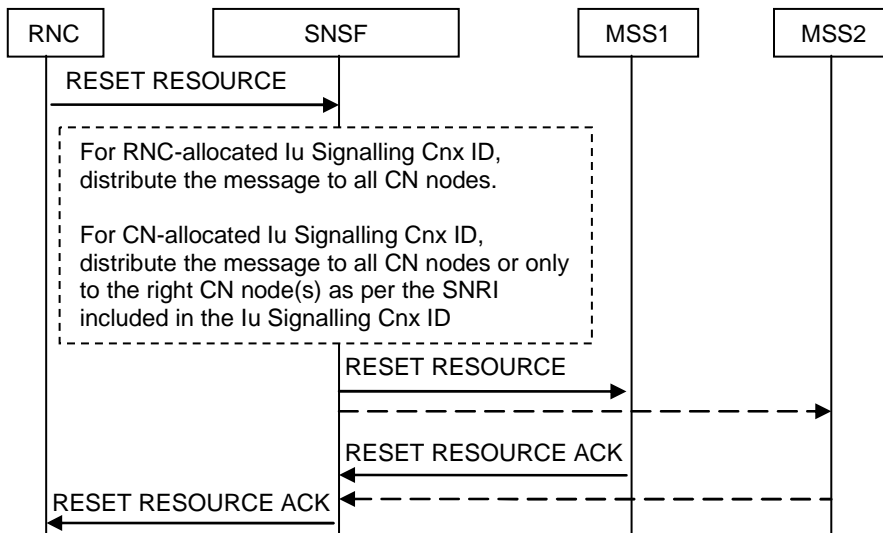 RNC
SNSF
MSS1
MSS2
RESET RESOURCE
For RNC-allocated Iu Signalling Cnx ID,
distribute the message to all CN nodes.
For CN-allocated Iu Signalling Cnx ID,
distribute the message to all CN nodes or only
to the right CN node(s) as per the SNRI
included in the Iu Signalling Cnx ID
RESET RESOURCE
RESET RESOURCE ACK
RESET RESOURCE ACK